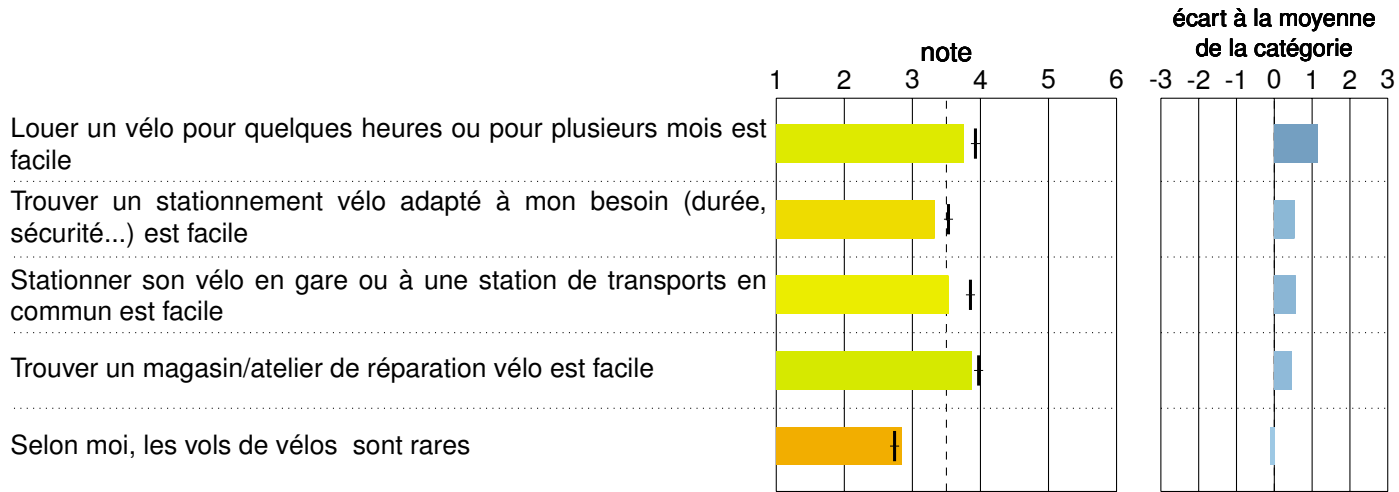 écart à la moyenne
note de la catégorie
1 2 3 4 5 6 -3 -2 -1 0 1 2 3
Louer un vélo pour quelques heures ou pour plusieurs mois est
facile
Trouver un stationnement vélo adapté à mon besoin (durée,
sécurité...) est facile
Stationner son vélo en gare ou à une station de transports en
commun est facile
Trouver un magasin/atelier de réparation vélo est facile
Selon moi, les vols de vélos sont rares